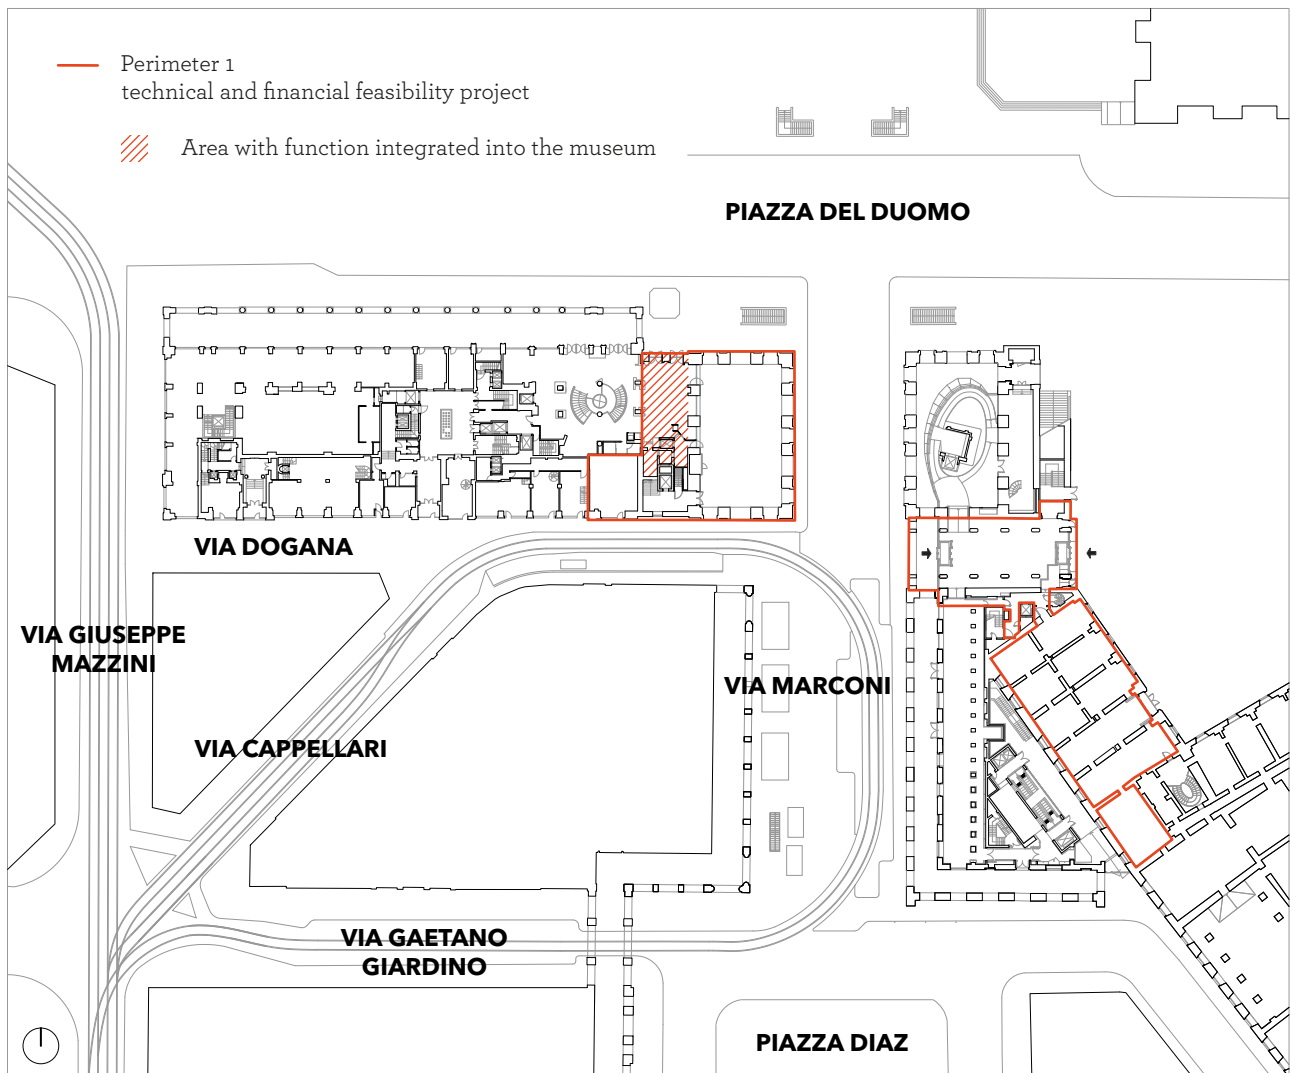 Perimeter 1
technical and financial feasibility project
Area with function integrated into the museum
PIAZZA DEL DUOMO
VIA DOGANA
VIA GIUSEPPE
MAZZINI
VIA MARCONI
VIA CAPPELLARI
VIA GAETANO
GIARDINO
PIAZZA DIAZ